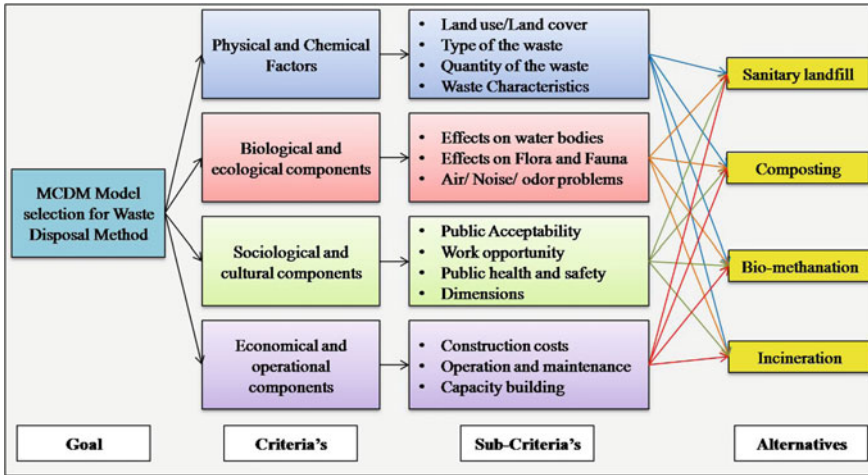 MCDM Model
selection for Waste
Disposal Method
Physical and Chemical
Factors
Biological and
ecological components
Sociological and
cultural components
Economical and
operational
components
• Land use/Land cover
• Type of the waste
• Quantity of the waste
• Waste Characteristics
• Effects on water bodies
• Effects on Flora and Fauna
• Air/ Noise/ odor problems
• Public Acceptability
• Work opportunity
• Public health and safety
• Dimensions
• Construction costs
• Operation and maintenance
• Capacity building
Sanitary landfill
Composting
Bio-methanation
Incineration
Goal
Criteria's
Sub-Criteria's
Alternatives